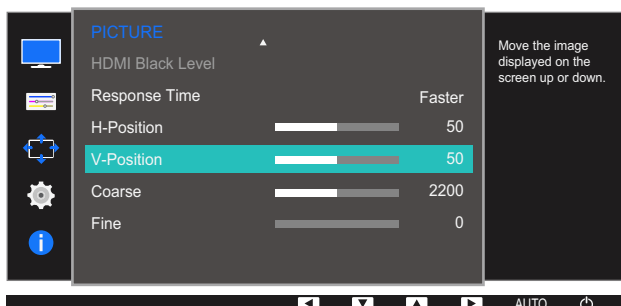 PICTURE
HDMI Black Level
Response Time Faster
H-Position 50
V-Position 50
Coarse 2200
Fine 0
Move the image
displayed on the
screen up or down.
AUTO